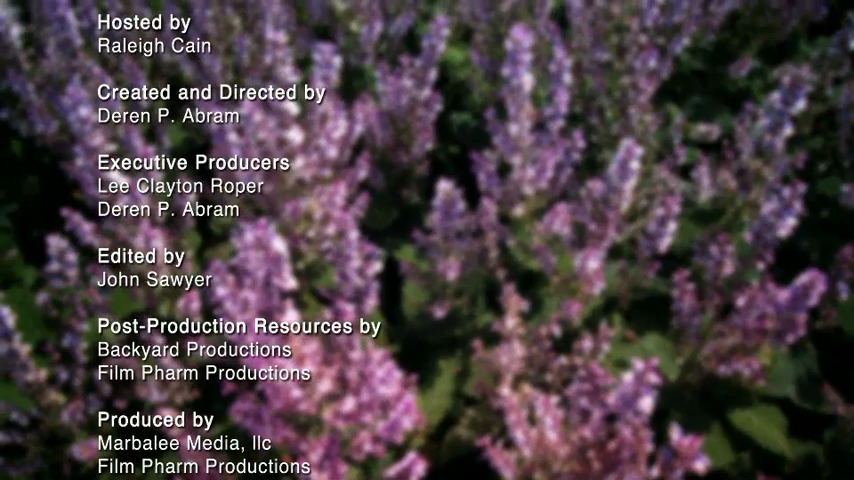 Hosted by
Raleigh Cain
Created and Directed by
Deren P. Abram
Executive Producers
Lee Clayton Roper
Deren P. Abram
Edited by
John Sawyer
Post-Production Resources by
Backyard Productions
Film Pharm Productions
Produced by
Marbalee Media, llc
Film Pharm Productions